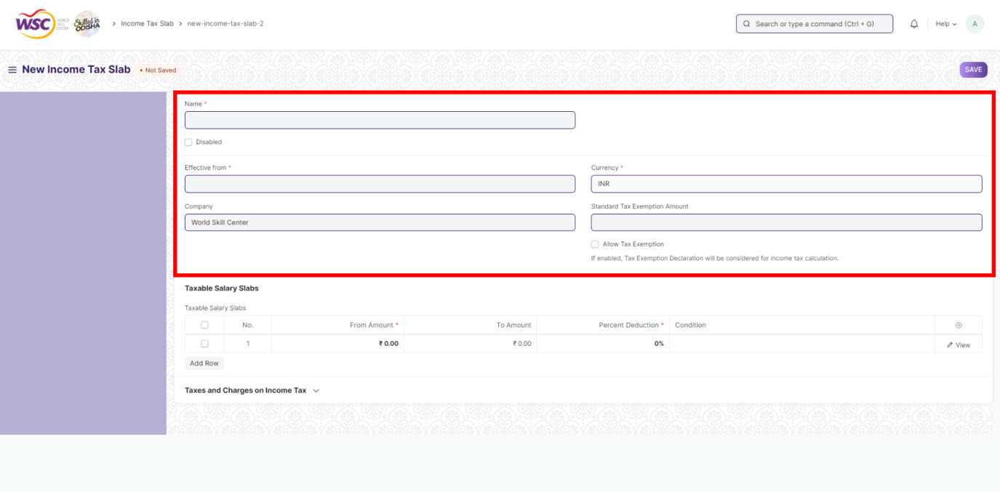 WSC WORLD SKILL CENTER Skilled in ODISHA > Income Tax Slab > new-income-tax-slab-2 Search or type a command (Ctrl + G) Help A
New Income Tax Slab • Not Saved SAVE
Name *
Disabled
Effective from * Currency *
INR
Company Standard Tax Exemption Amount
World Skill Center
Allow Tax Exemption
If enabled, Tax Exemption Declaration will be considered for income tax calculation.
Taxable Salary Slabs
Taxable Salary Slabs
No. From Amount * To Amount Percent Deduction * Condition
1 ₹ 0.00 ₹ 0.00 0% View
Add Row
Taxes and Charges on Income Tax